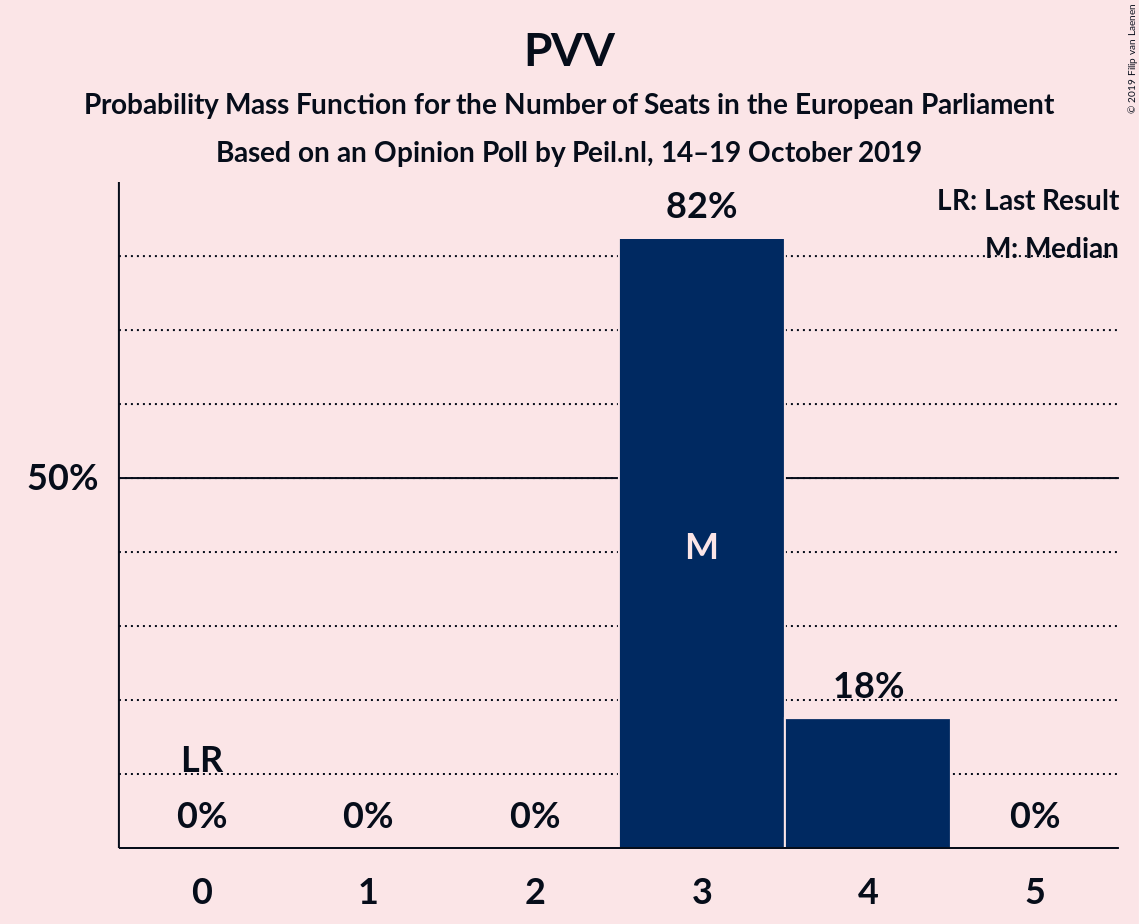 PVV
Probability Mass Function for the Number of Seats in the European Parliament
Based on an Opinion Poll by Peil.nl, 14–19 October 2019
© 2019 Filip van Laenen
LR: Last Result
M: Median
82%
50%
M
18%
LR
0%
0%
0%
0%
0
1
2
3
4
5